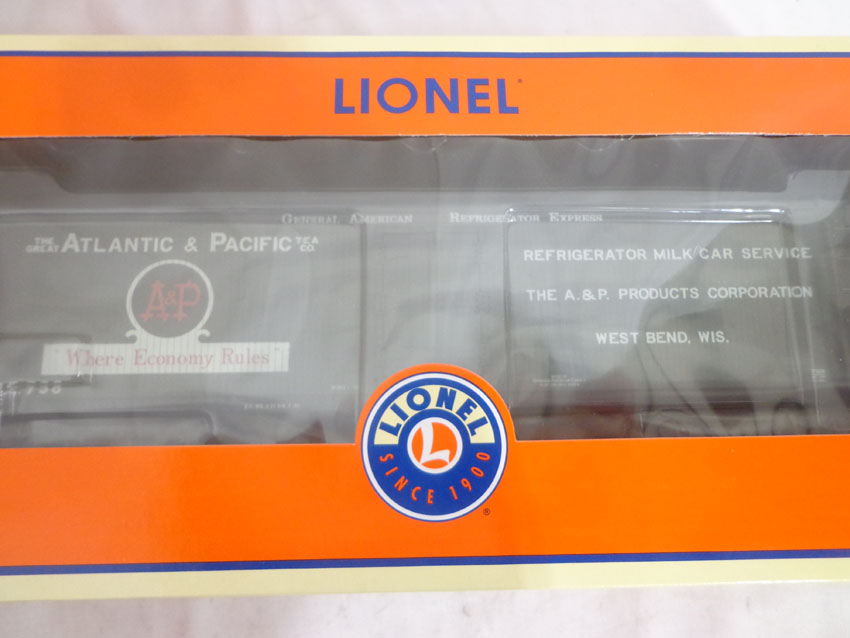 LIONEL
GENERAL AMERICAN REFRIGERATOR EXPRESS
THE GREAT ATLANTIC & PACIFIC TEA CO.
A&P
"Where Economy Rules"
REFRIGERATOR MILK CAR SERVICE
THE A.&P. PRODUCTS CORPORATION
WEST BEND, WIS.
LIONEL
L
SINCE 1900
®